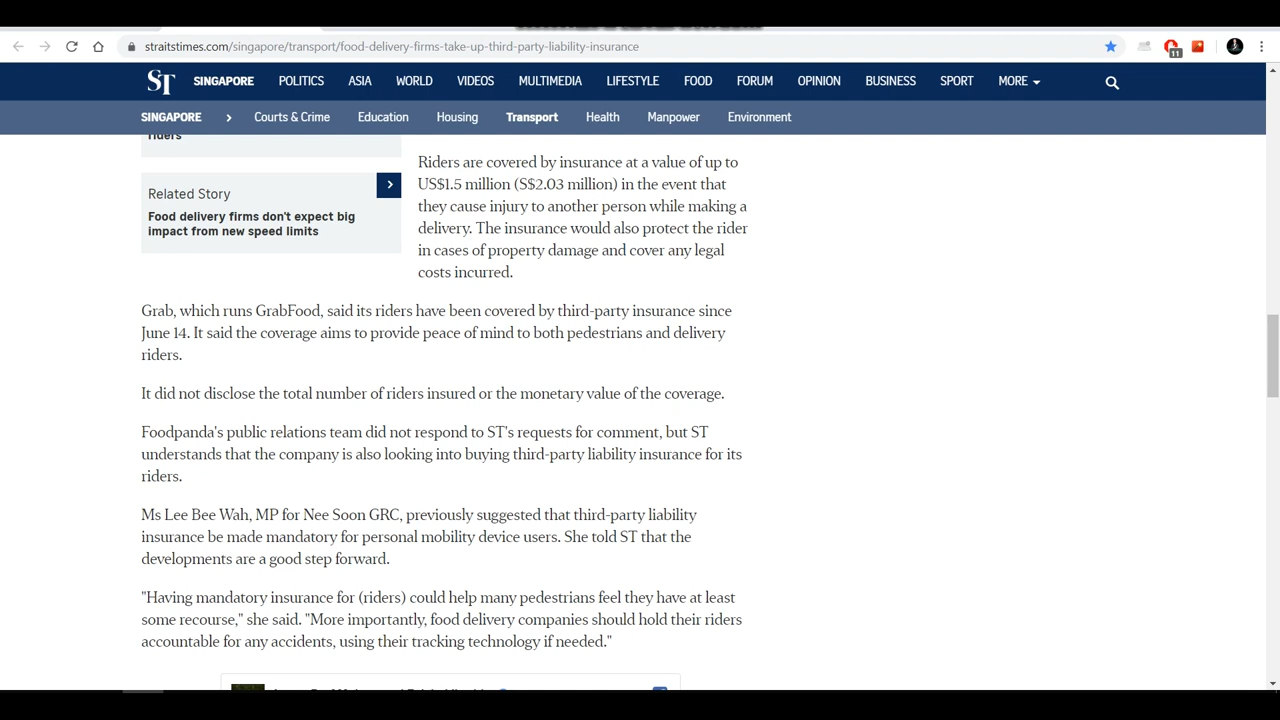 straitstimes.com/singapore/transport/food-delivery-firms-take-up-third-party-liability-insurance
11
ST SINGAPORE POLITICS ASIA WORLD VIDEOS MULTIMEDIA LIFESTYLE FOOD FORUM OPINION BUSINESS SPORT MORE
SINGAPORE Courts & Crime Education Housing Transport Health Manpower Environment
riders
Related Story
Food delivery firms don't expect big
impact from new speed limits
Riders are covered by insurance at a value of up to
US$1.5 million (S$2.03 million) in the event that
they cause injury to another person while making a
delivery. The insurance would also protect the rider
in cases of property damage and cover any legal
costs incurred.
Grab, which runs GrabFood, said its riders have been covered by third-party insurance since
June 14. It said the coverage aims to provide peace of mind to both pedestrians and delivery
riders.
It did not disclose the total number of riders insured or the monetary value of the coverage.
Foodpanda's public relations team did not respond to ST's requests for comment, but ST
understands that the company is also looking into buying third-party liability insurance for its
riders.
Ms Lee Bee Wah, MP for Nee Soon GRC, previously suggested that third-party liability
insurance be made mandatory for personal mobility device users. She told ST that the
developments are a good step forward.
"Having mandatory insurance for (riders) could help many pedestrians feel they have at least
some recourse," she said. "More importantly, food delivery companies should hold their riders
accountable for any accidents, using their tracking technology if needed."